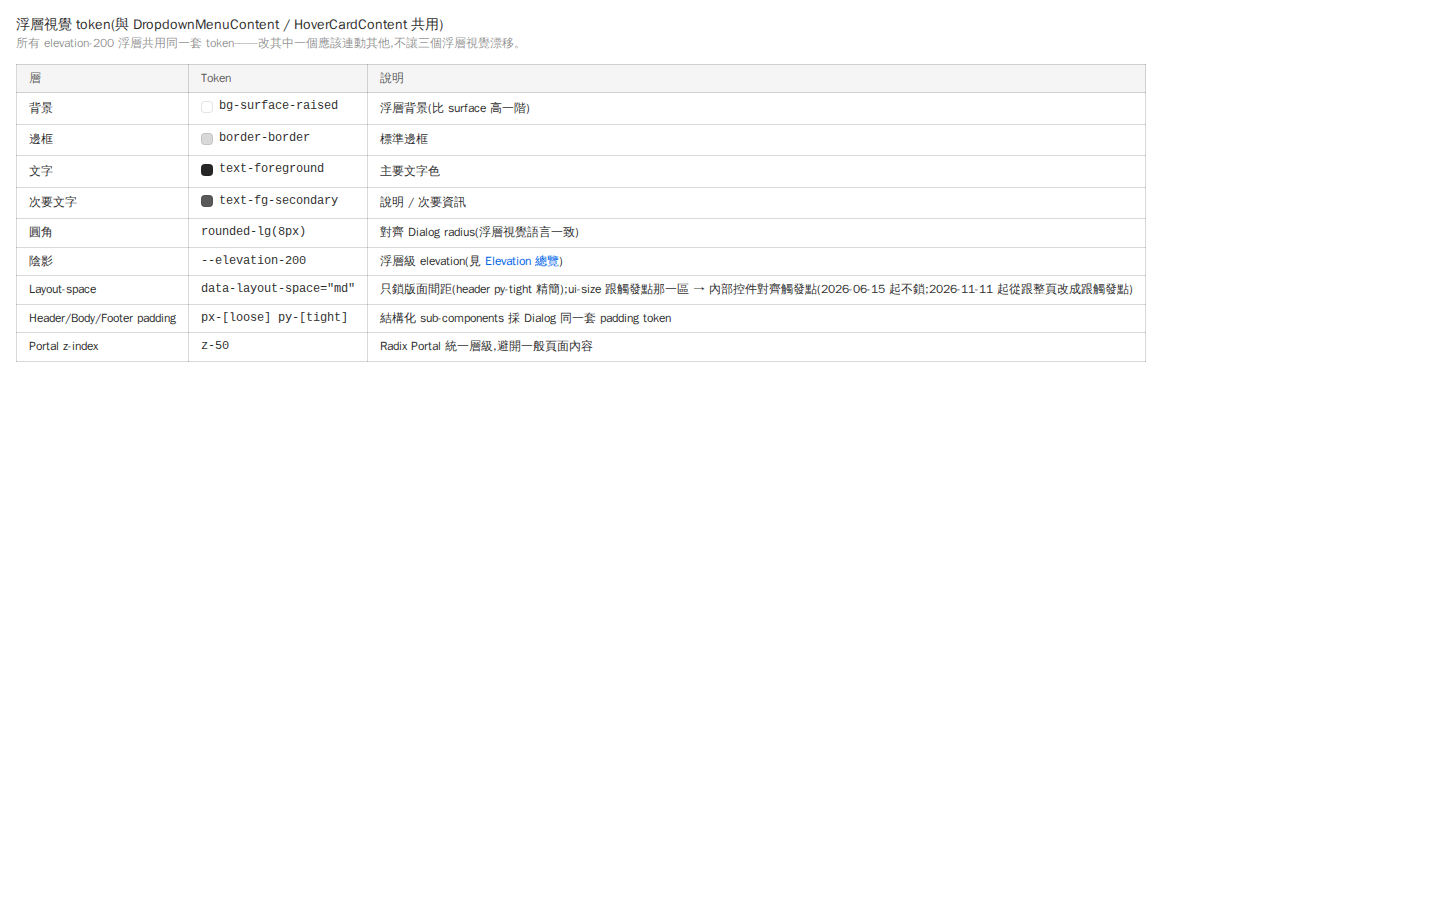 浮層視覺 token(與 DropdownMenuContent / HoverCardContent 共用)
所有 elevation-200 浮層共用同一套 token——改其中一個應該連動其他,不讓三個浮層視覺漂移。
層 Token 說明
背景 bg-surface-raised 浮層背景(比 surface 高一階)
邊框 border-border 標準邊框
文字 text-foreground 主要文字色
次要文字 text-fg-secondary 說明 / 次要資訊
圓角 rounded-lg(8px) 對齊 Dialog radius(浮層視覺語言一致)
陰影 --elevation-200 浮層級 elevation(見 Elevation 總覽)
Layout-space data-layout-space="md" 只鎖版面間距(header py-tight 精簡);ui-size 跟觸發點那一區 → 內部控件對齊觸發點(2026-06-15 起不鎖;2026-11-11 起從跟整頁改成跟觸發點)
Header/Body/Footer padding px-[loose] py-[tight] 結構化 sub-components 採 Dialog 同一套 padding token
Portal z-index z-50 Radix Portal 統一層級,避開一般頁面內容